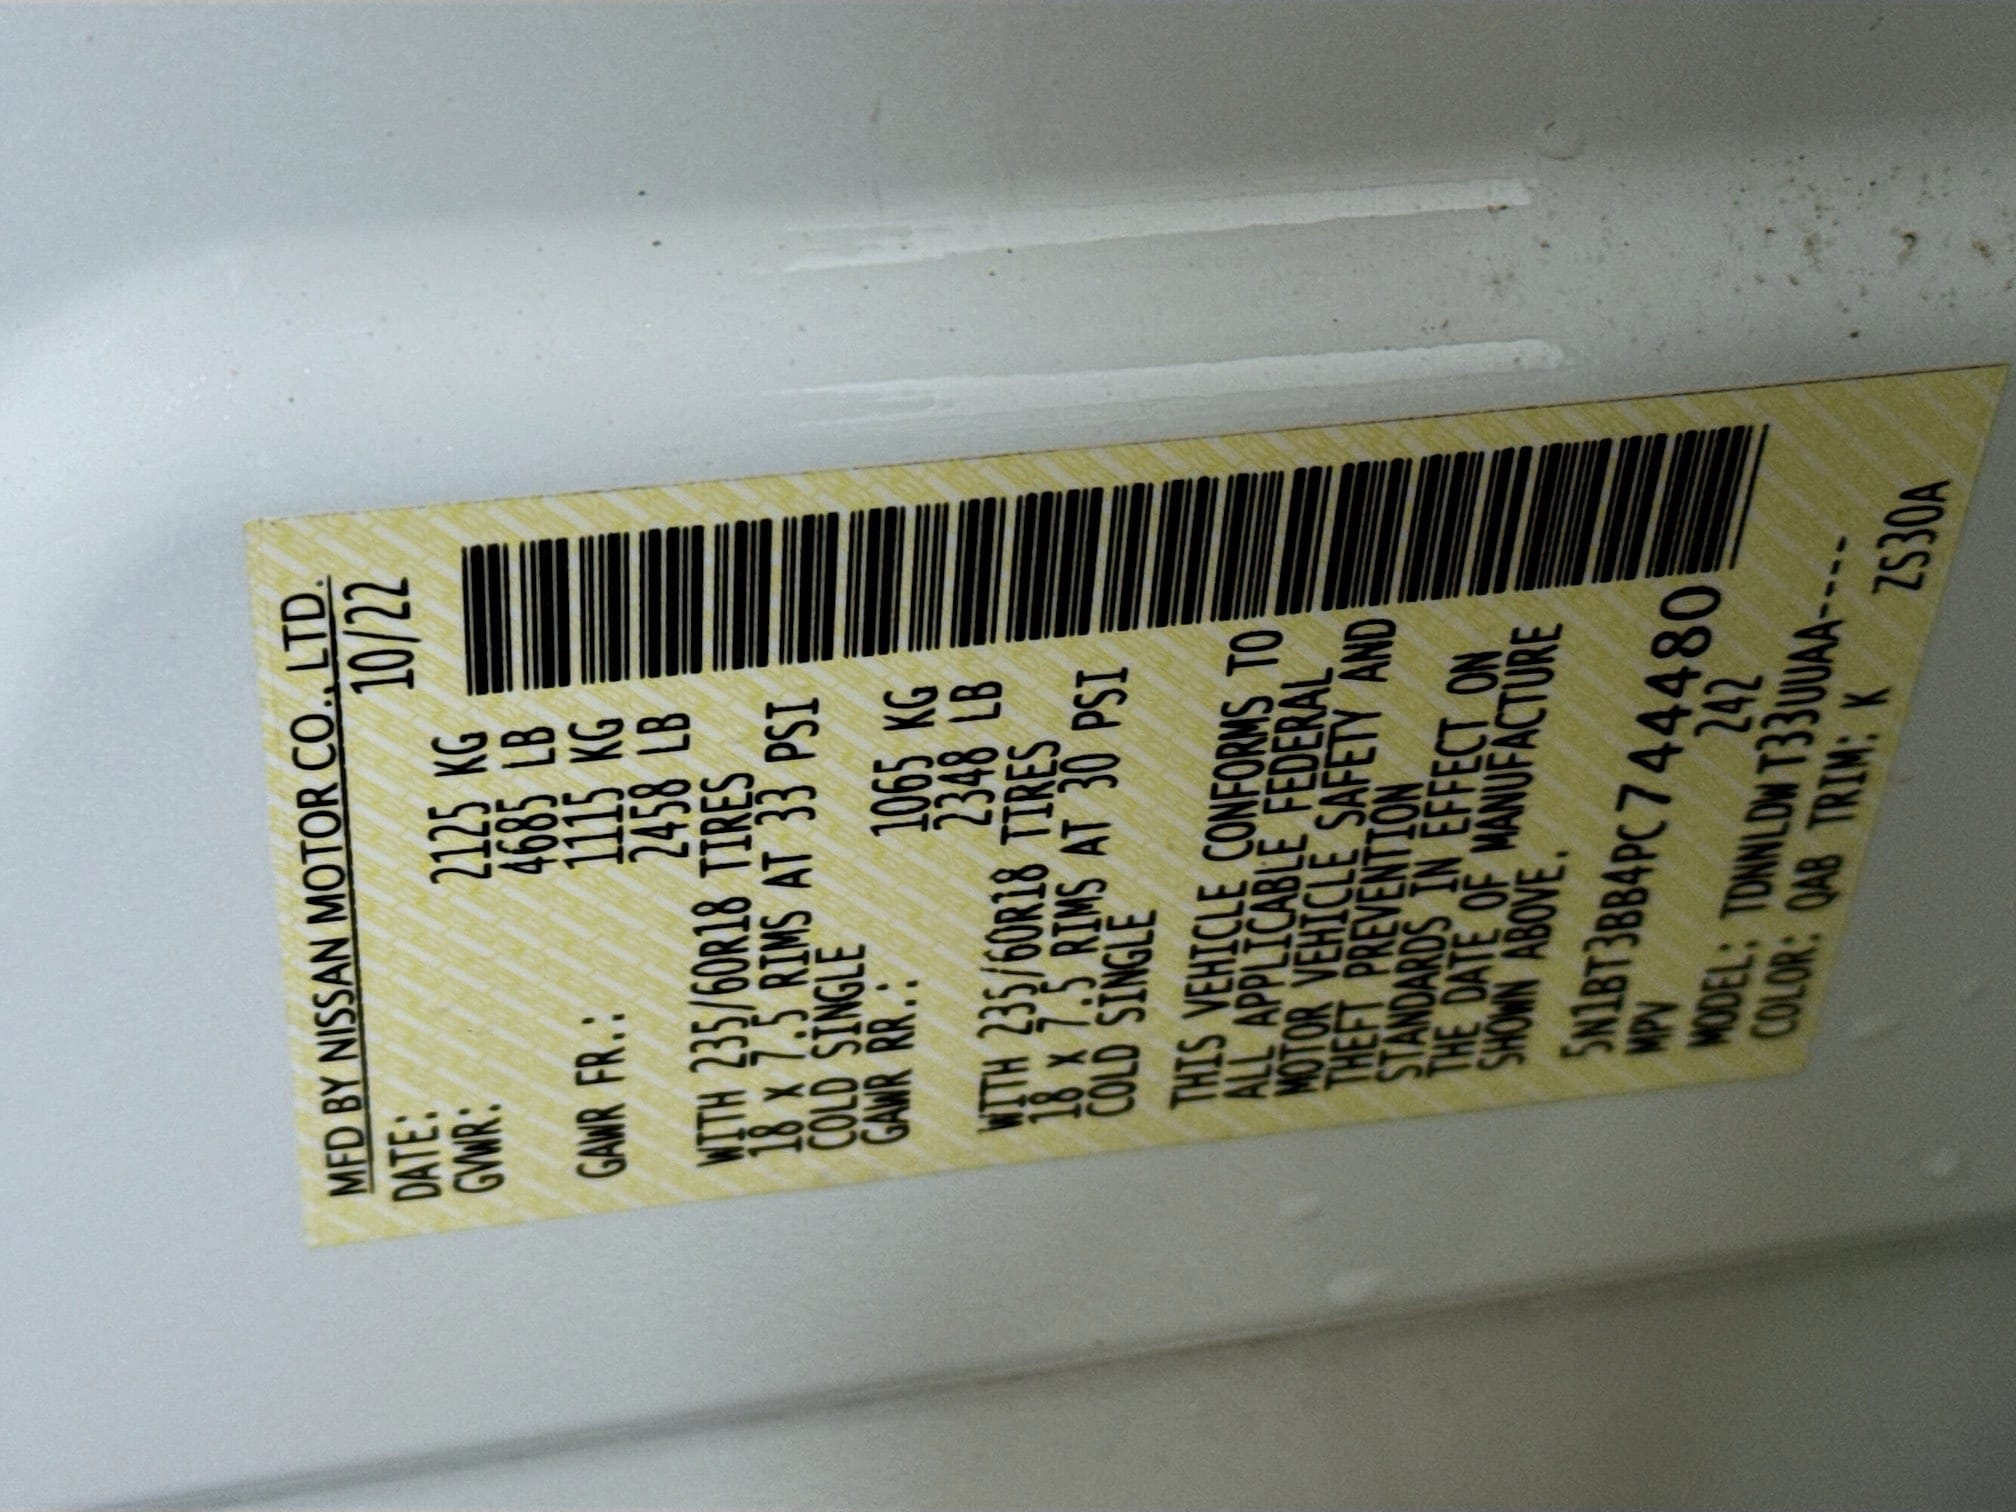 MFD BY NISSAN MOTOR CO., LTD.
DATE: 10/22
GVWR: 2125 KG
4685 LB
GAWR FR.: 1115 KG
2458 LB
WITH 235/60R18 TIRES
18 x 7.5 RIMS AT 33 PSI
COLD SINGLE
GAWR RR.: 1065 KG
2348 LB
WITH 235/60R18 TIRES
18 x 7.5 RIMS AT 30 PSI
COLD SINGLE
THIS VEHICLE CONFORMS TO
ALL APPLICABLE FEDERAL
MOTOR VEHICLE SAFETY AND
THEFT PREVENTION
STANDARDS IN EFFECT ON
THE DATE OF MANUFACTURE
SHOWN ABOVE.
5N1BT3BB4PC744480
MPV 242
MODEL: TDNNLDWT33UUAA----
COLOR: QAB TRIM: K ZS30A